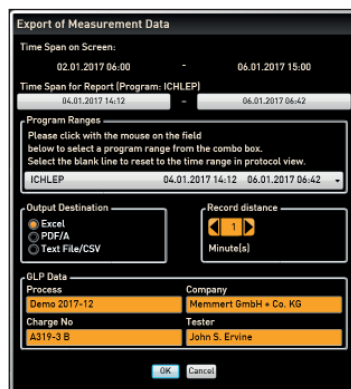 Export of Measurement Data
Time Span on Screen:
02.01.2017 06:00 - 06.01.2017 15:00
Time Span for Report (Program: ICHLEP)
04.01.2017 14:12 - 06.01.2017 06:42
Program Ranges
Please click with the mouse on the field
below to select a program range from the combo box.
Select the blank line to reset to the time range in protocol view.
ICHLEP 04.01.2017 14:12 06.01.2017 06:42
Output Destination
Excel
PDF/A
Text File/CSV
Record distance
1
Minute(s)
GLP Data
Process Company
Demo 2017-12 Memmert GmbH + Co. KG
Charge No Tester
A319-3 B John S. Ervine
OK Cancel